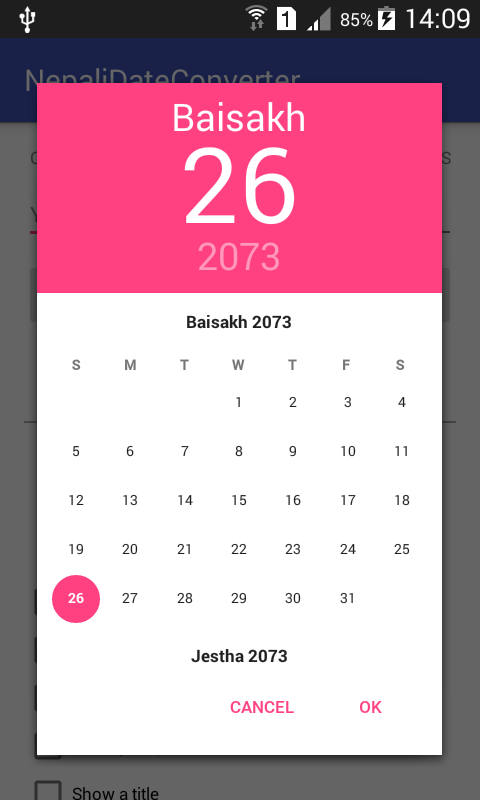 85% 14:09
NepaliDateConverter
Baisakh
26
2073
Baisakh 2073
S M T W T F S
1 2 3 4
5 6 7 8 9 10 11
12 13 14 15 16 17 18
19 20 21 22 23 24 25
26 27 28 29 30 31
Jestha 2073
CANCEL OK
Show a title